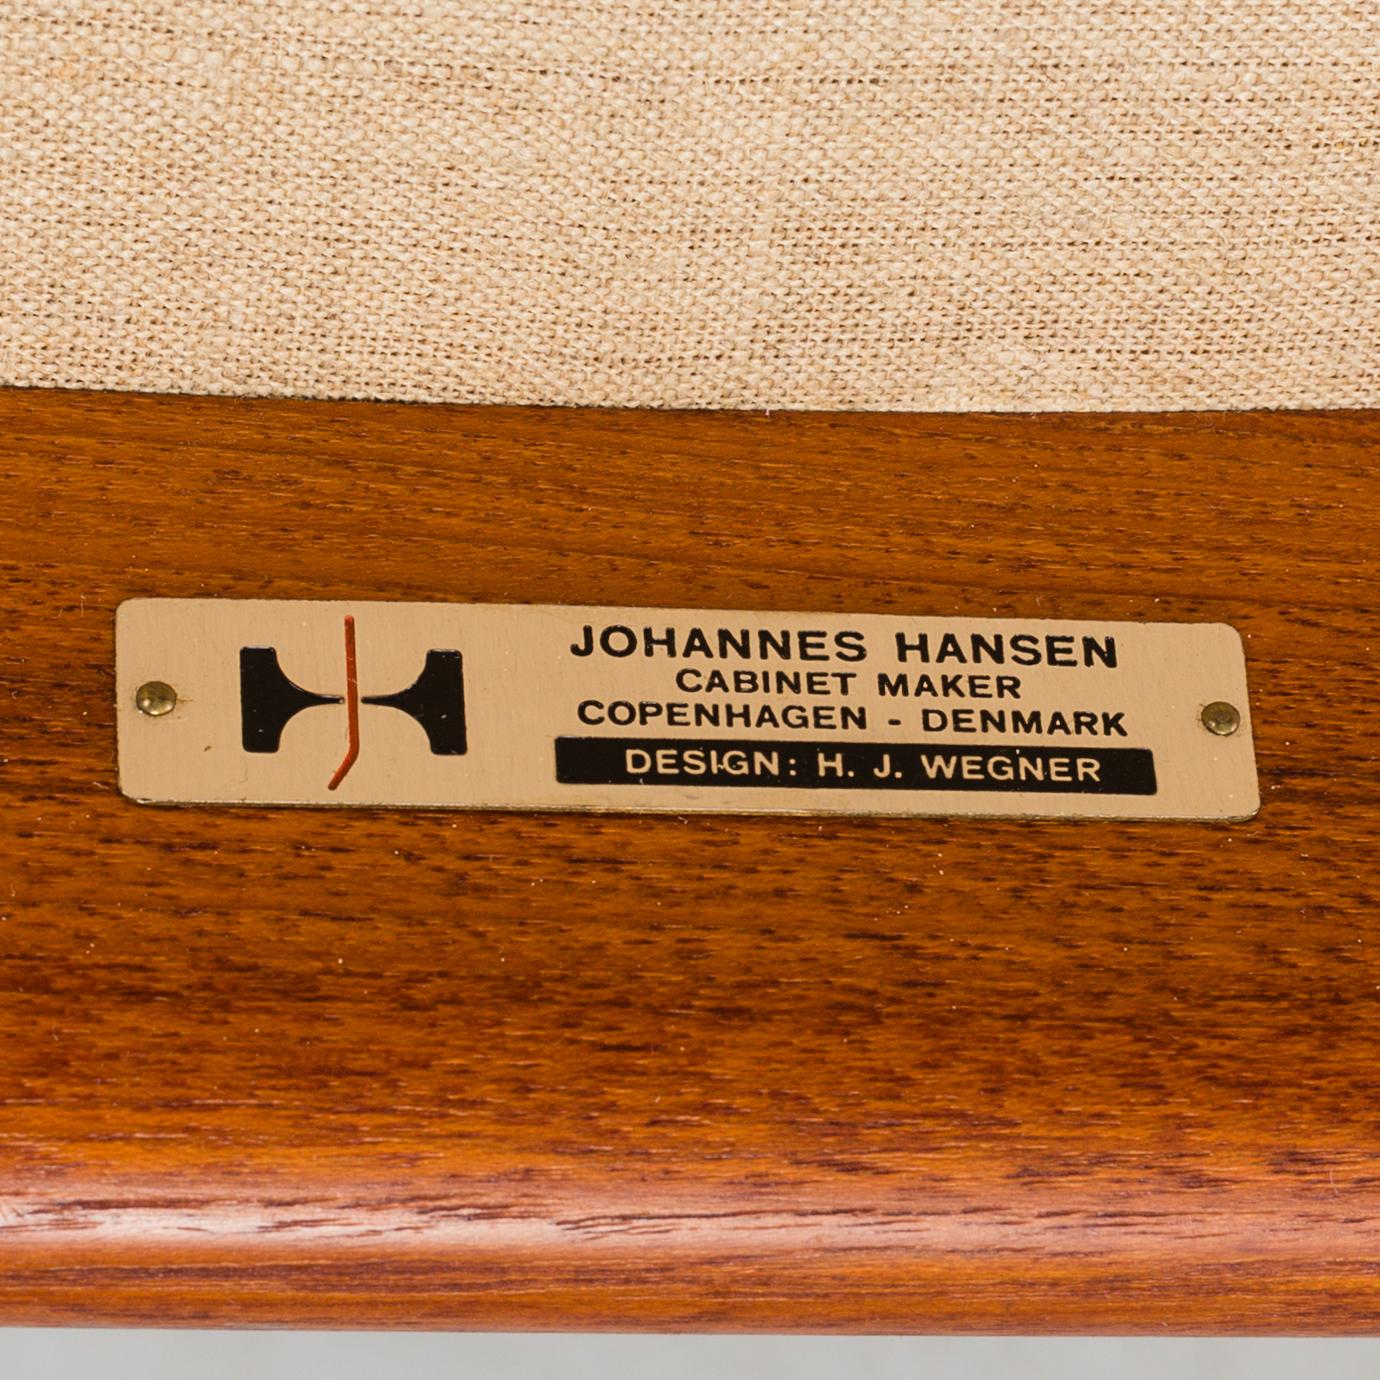 JOHANNES HANSEN
CABINET MAKER
COPENHAGEN - DENMARK
DESIGN: H. J. WEGNER